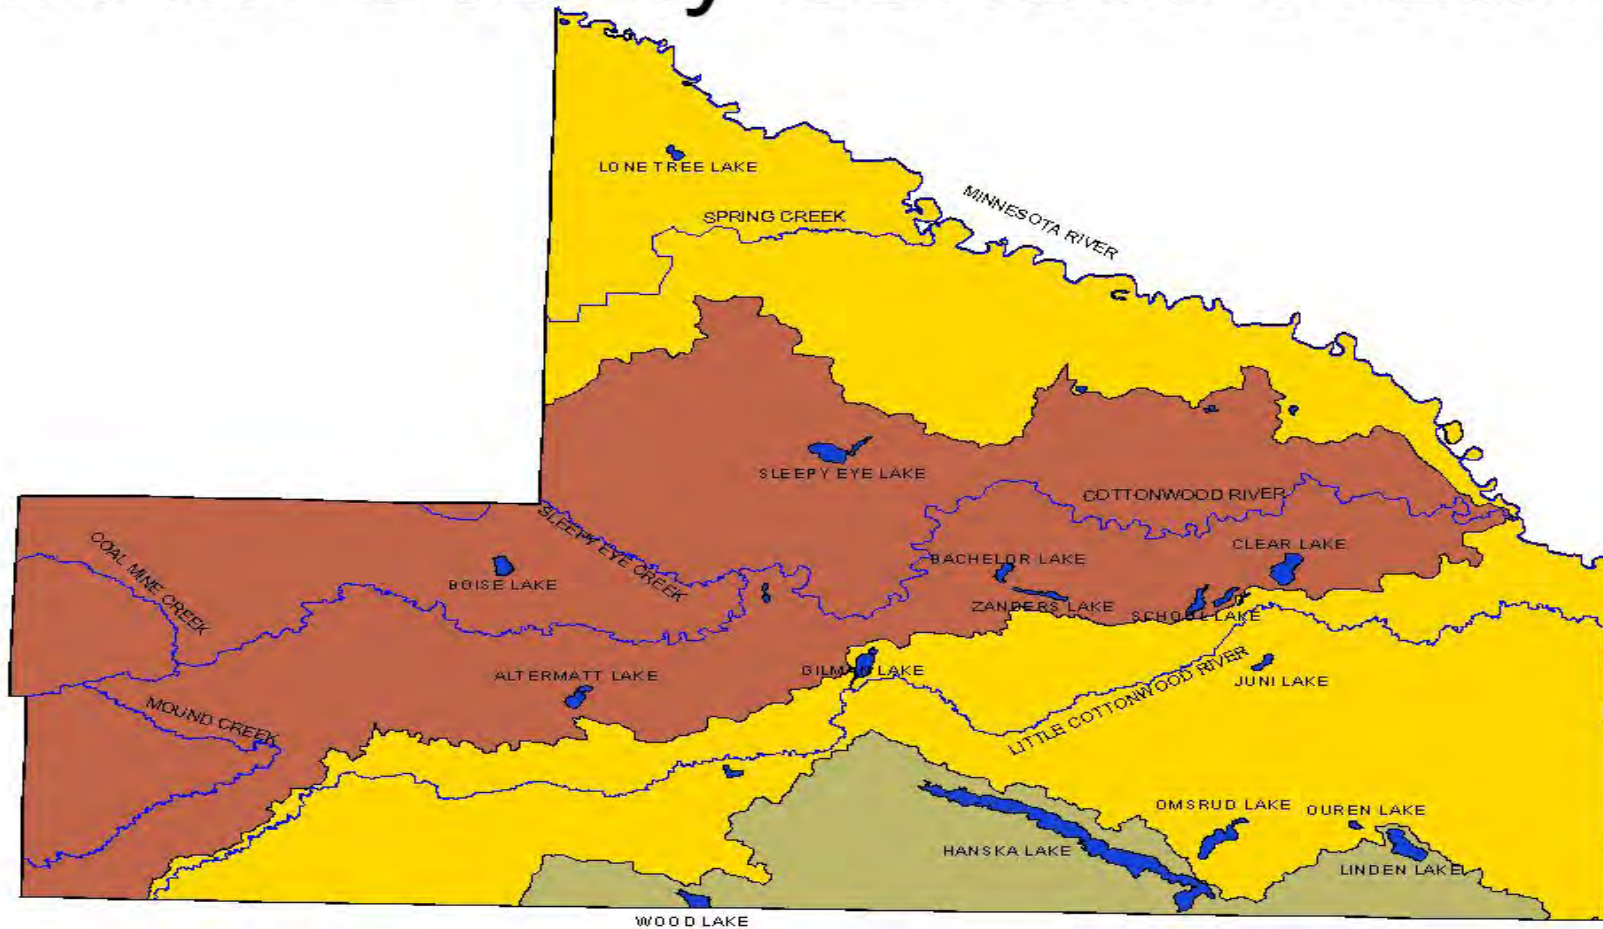 LONE TREE LAKE
SPRING CREEK
MINNESOTA RIVER
SLEEPY EYE LAKE
COTTONWOOD RIVER
COAL MINE CREEK
SLEEPY EYE CREEK
BOISE LAKE
BACHELOR LAKE
CLEAR LAKE
ZANDERS LAKE
SCHOOL LAKE
ALTERMATT LAKE
GILMAN LAKE
JUNI LAKE
LITTLE COTTONWOOD RIVER
MOUND CREEK
OMSRUD LAKE
OUREN LAKE
HANSKA LAKE
LINDEN LAKE
WOOD LAKE